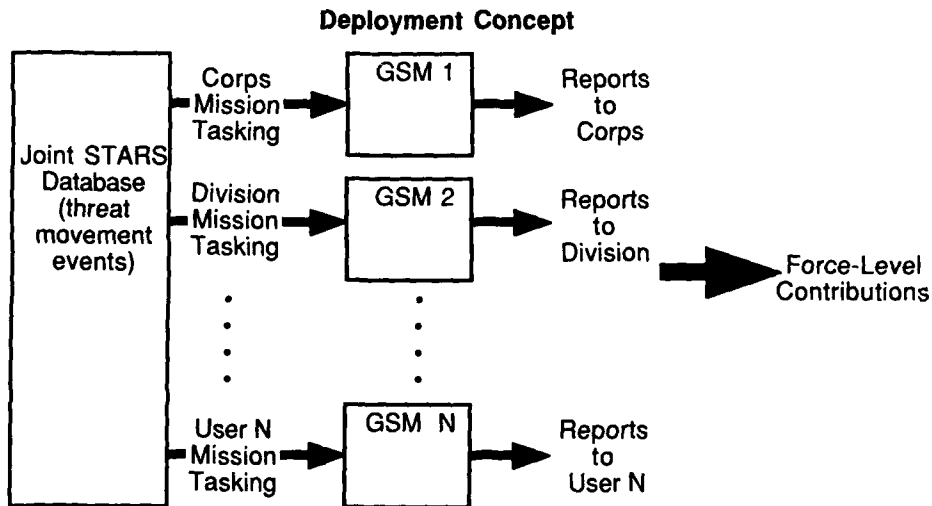 Deployment Concept
Joint STARS
Database
(threat
movement
events)
Corps
Mission
Tasking
GSM 1
Reports
to
Corps
Division
Mission
Tasking
GSM 2
Reports
to
Division
Force-Level
Contributions
User N
Mission
Tasking
GSM N
Reports
to
User N